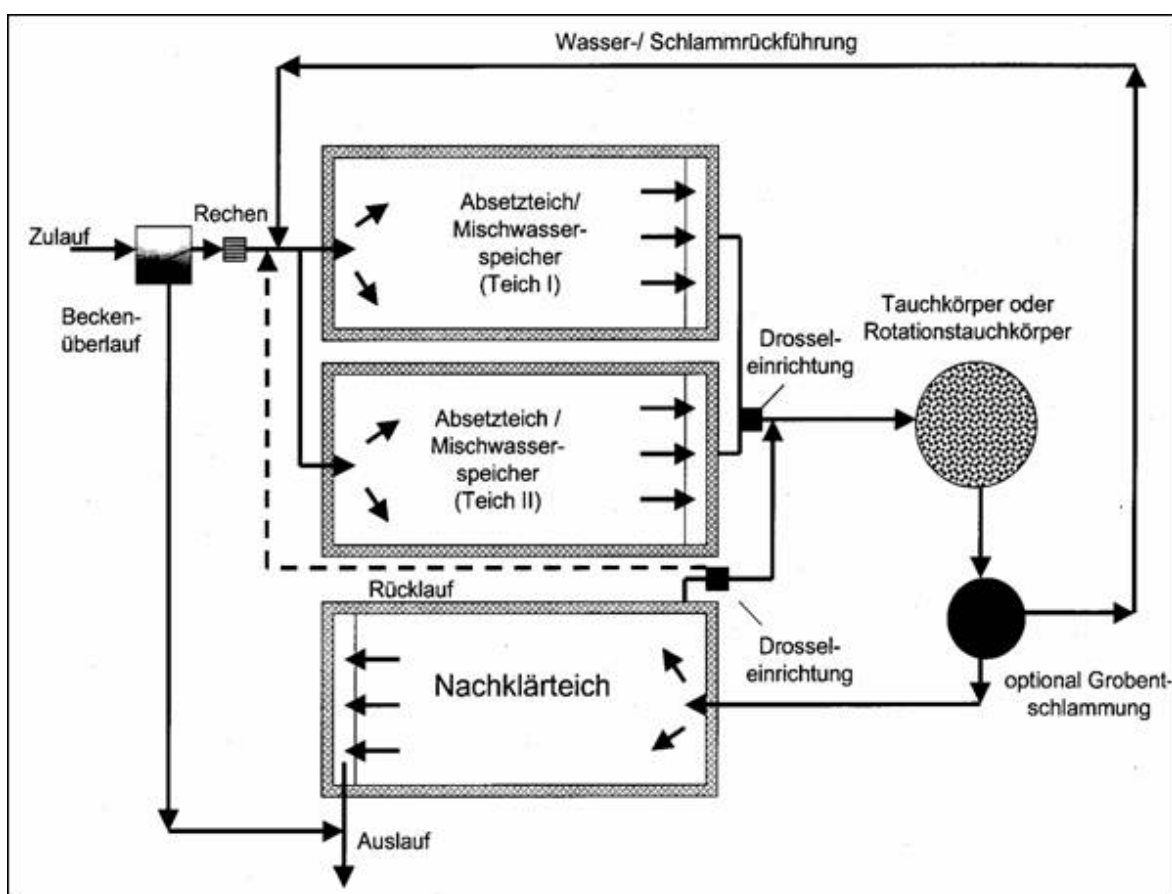 Wasser-/ Schlammrückführung
Rechen
Zulauf
Becken-
überlauf
Absetzteich/
Mischwasser-
speicher
(Teich I)
Tauchkörper oder
Rotationstauchkörper
Drossel-
einrichtung
Absetzteich /
Mischwasser-
speicher
(Teich II)
Rücklauf
Nachklärteich
Drossel-
einrichtung
optional Grobent-
schlammung
Auslauf